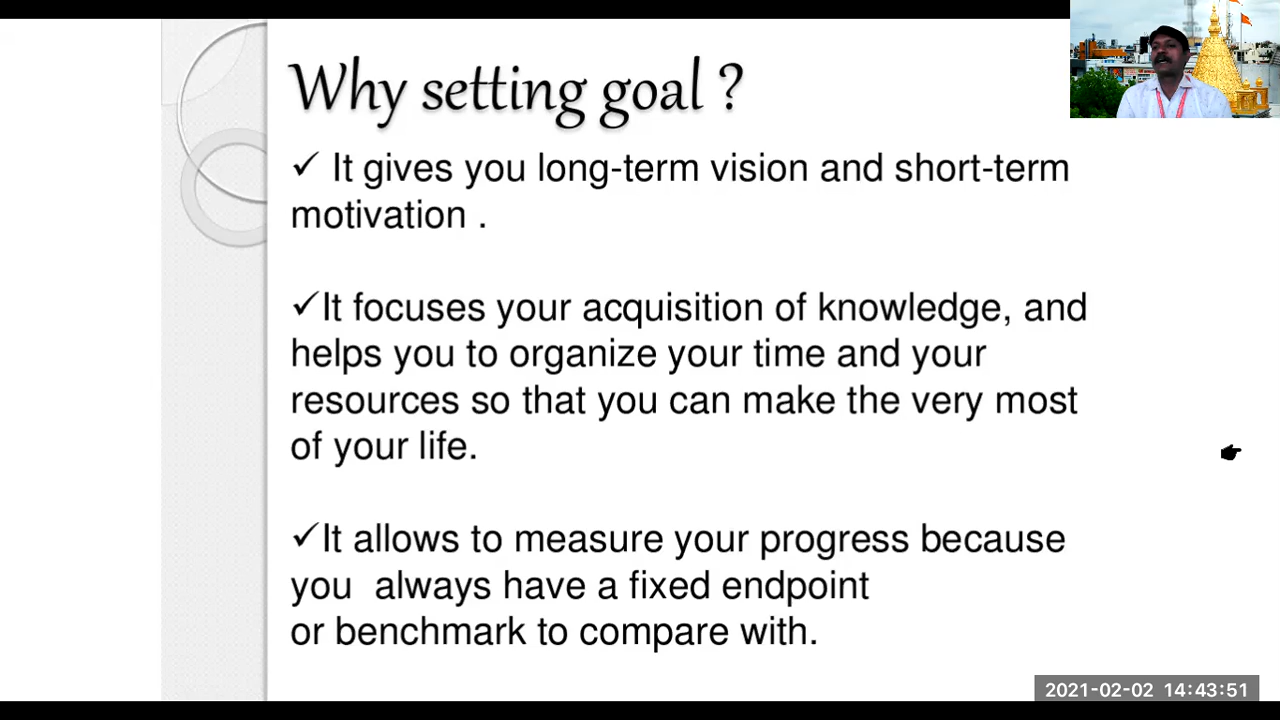 Why setting goal ?
✓ It gives you long-term vision and short-term
motivation .
✓It focuses your acquisition of knowledge, and
helps you to organize your time and your
resources so that you can make the very most
of your life.
✓It allows to measure your progress because
you  always have a fixed endpoint
or benchmark to compare with.
2021-02-02 14:43:51